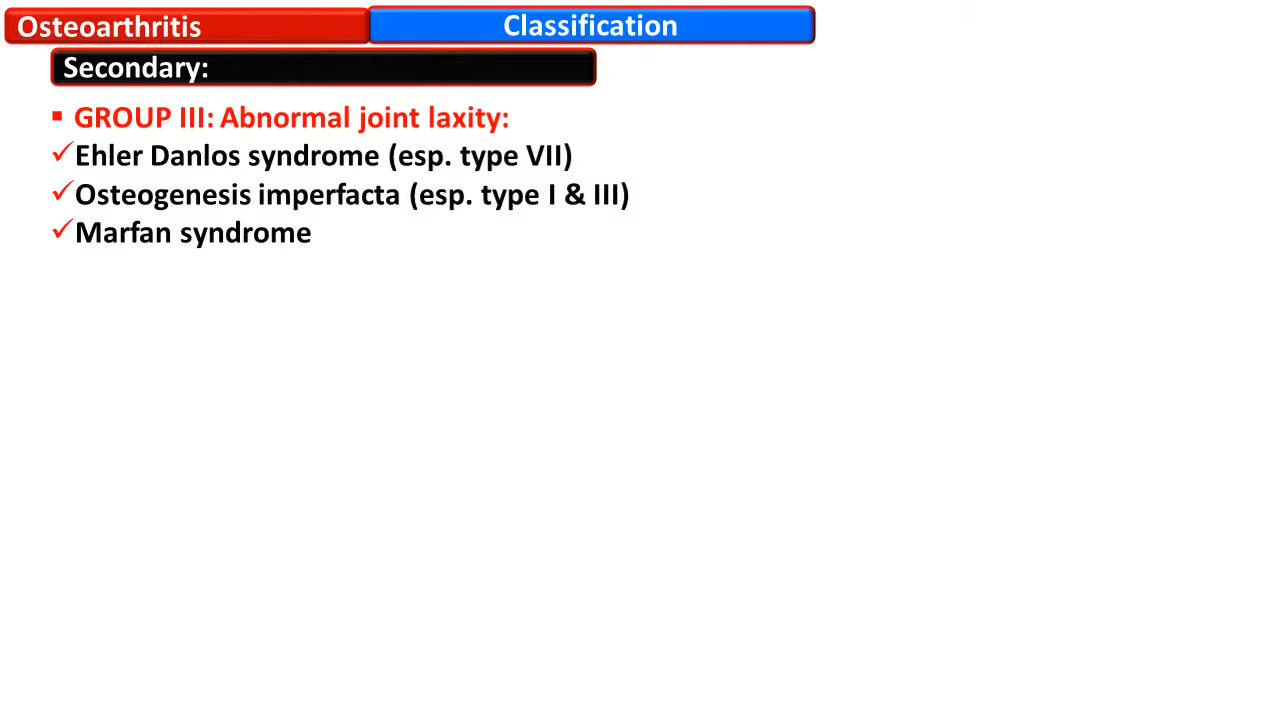 Osteoarthritis
Classification
Secondary:
▪ GROUP III: Abnormal joint laxity:
✓Ehler Danlos syndrome (esp. type VII)
✓Osteogenesis imperfacta (esp. type I & III)
✓Marfan syndrome